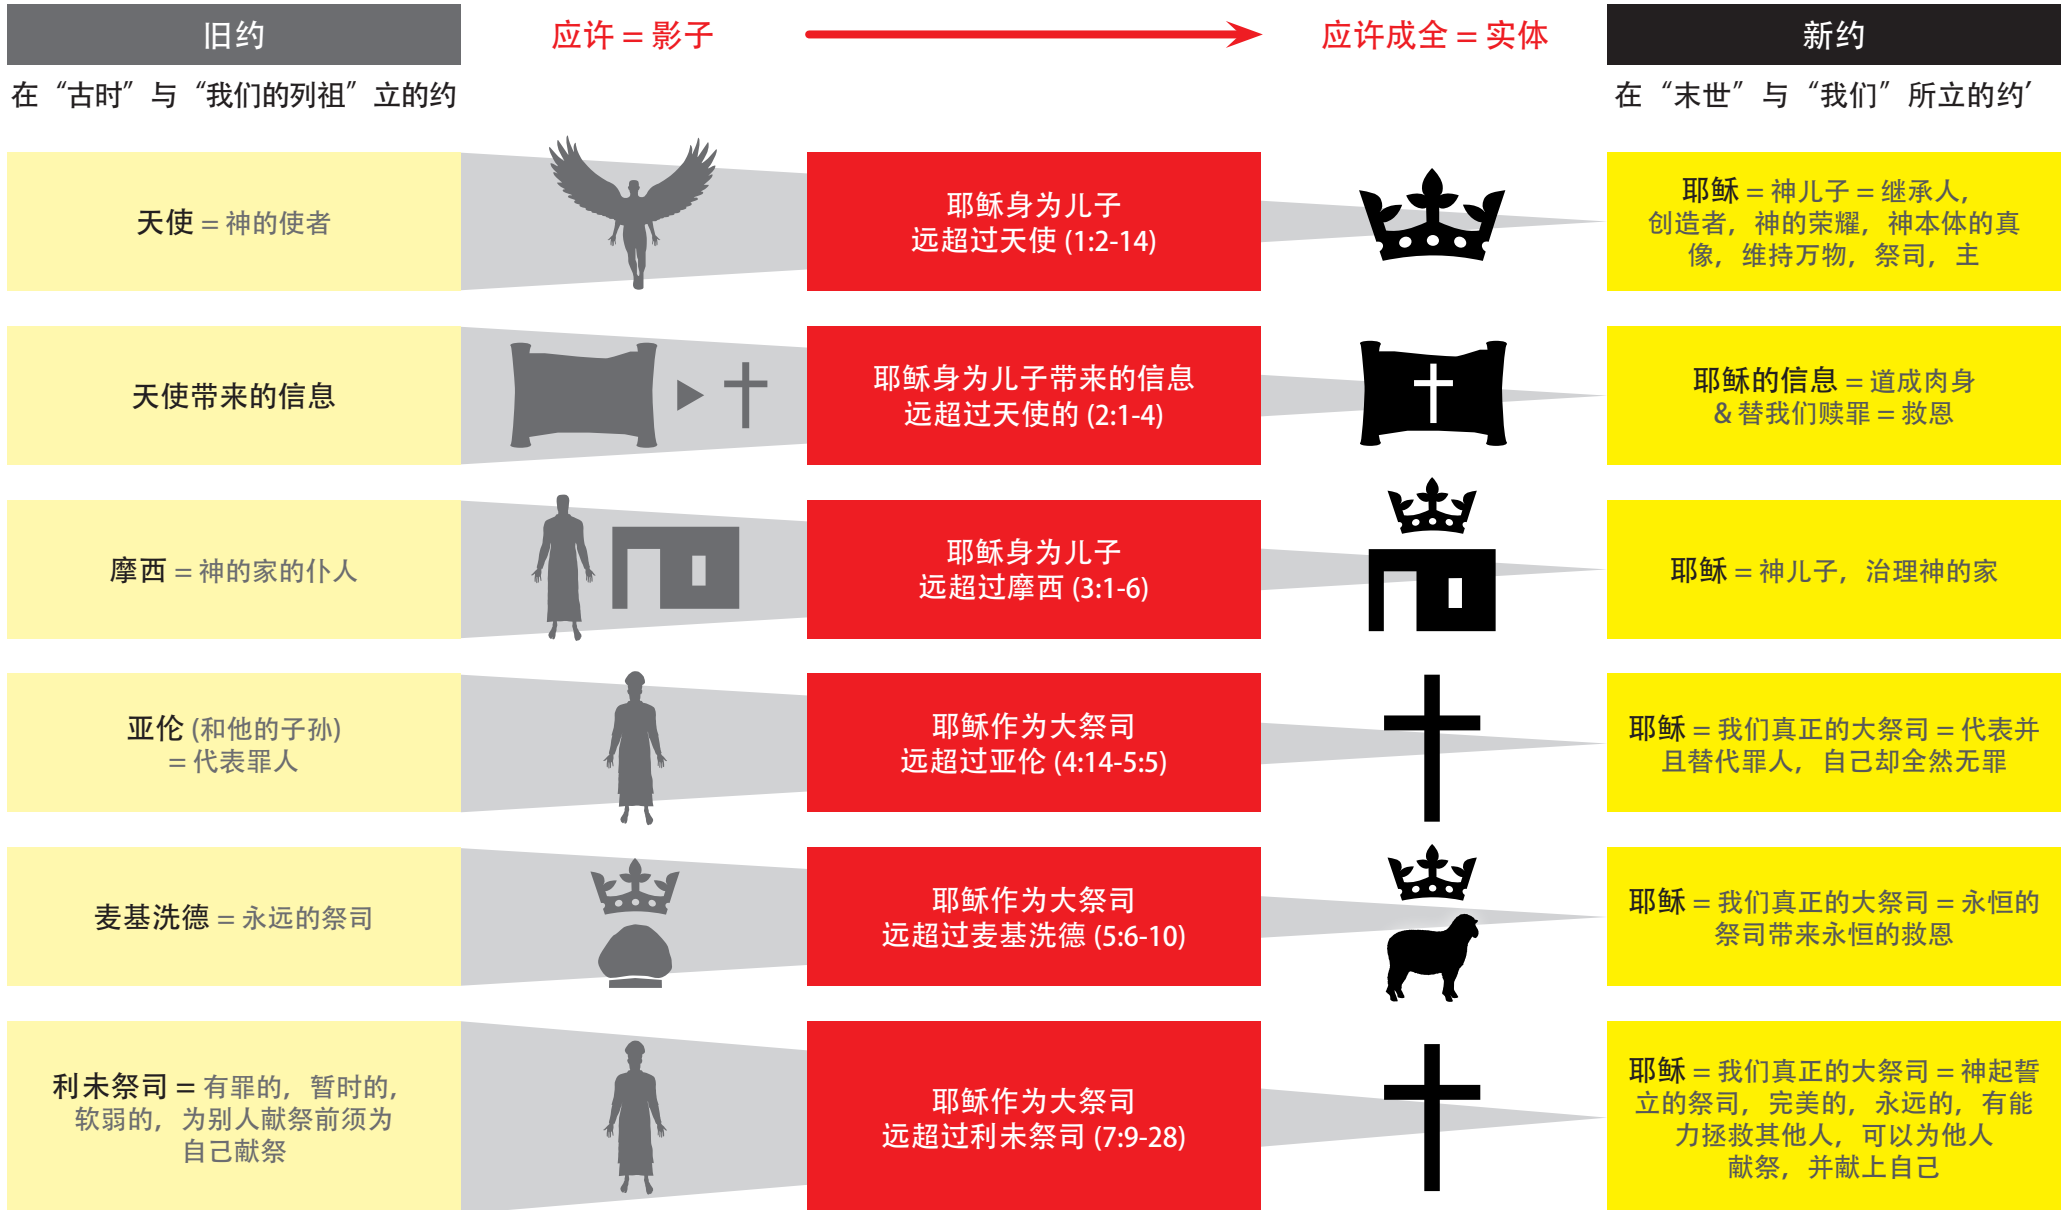 旧约
应许 = 影子
应许成全 = 实体
新约
在“古时”与“我们的列祖”立的约
在“末世”与“我们”所立的约’
天使 = 神的使者
耶稣身为儿子
远超过天使 (1:2-14)
耶稣 = 神儿子 = 继承人,
创造者, 神的荣耀, 神本体的真
像, 维持万物, 祭司, 主
天使带来的信息
耶稣身为儿子带来的信息
远超过天使的 (2:1-4)
耶稣的信息 = 道成肉身
& 替我们赎罪 = 救恩
摩西 = 神的家的仆人
耶稣身为儿子
远超过摩西 (3:1-6)
耶稣 = 神儿子, 治理神的家
亚伦 (和他的子孙)
= 代表罪人
耶稣作为大祭司
远超过亚伦 (4:14-5:5)
耶稣 = 我们真正的大祭司 = 代表并
且替代罪人, 自己却全然无罪
麦基洗德 = 永远的祭司
耶稣作为大祭司
远超过麦基洗德 (5:6-10)
耶稣 = 我们真正的大祭司 = 永恒的
祭司带来永恒的救恩
利未祭司 = 有罪的, 暂时的,
软弱的, 为别人献祭前须为
自己献祭
耶稣作为大祭司
远超过利未祭司 (7:9-28)
耶稣 = 我们真正的大祭司 = 神起誓
立的祭司, 完美的, 永远的, 有能
力拯救其他人, 可以为他人
献祭, 并献上自己